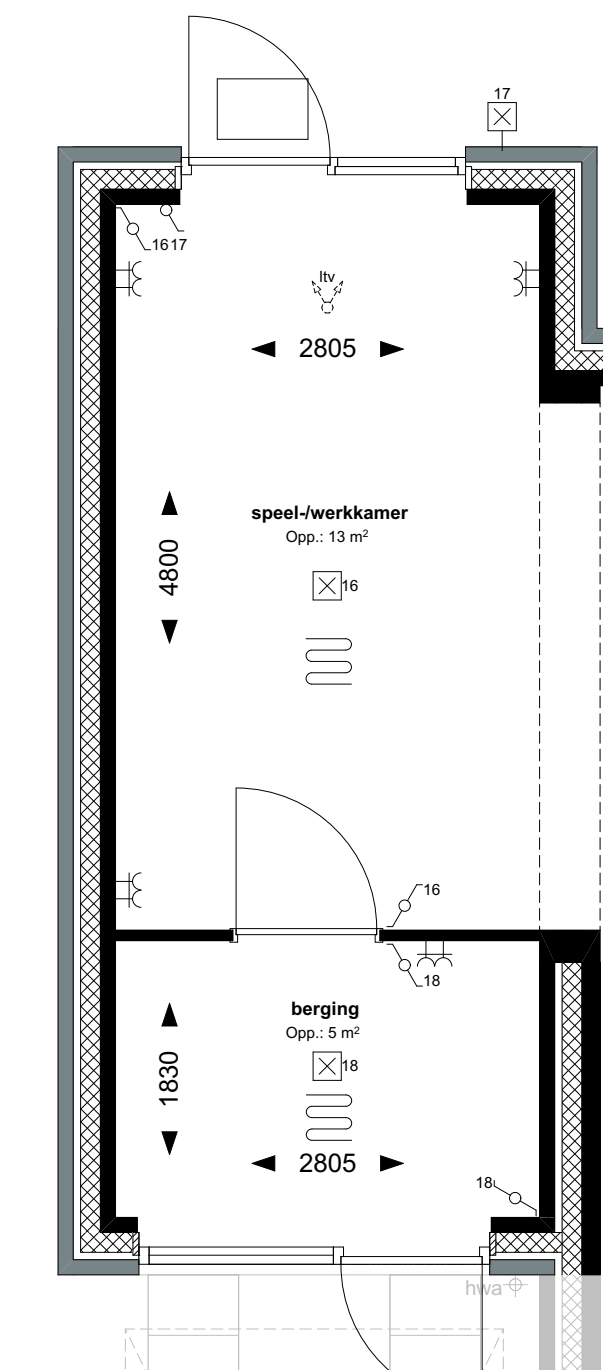 17
1617
ltv
2805
speel-/werkkamer
Opp.: 13 m²
4800
16
16
18
berging
Opp.: 5 m²
18
1830
2805
18
hwa